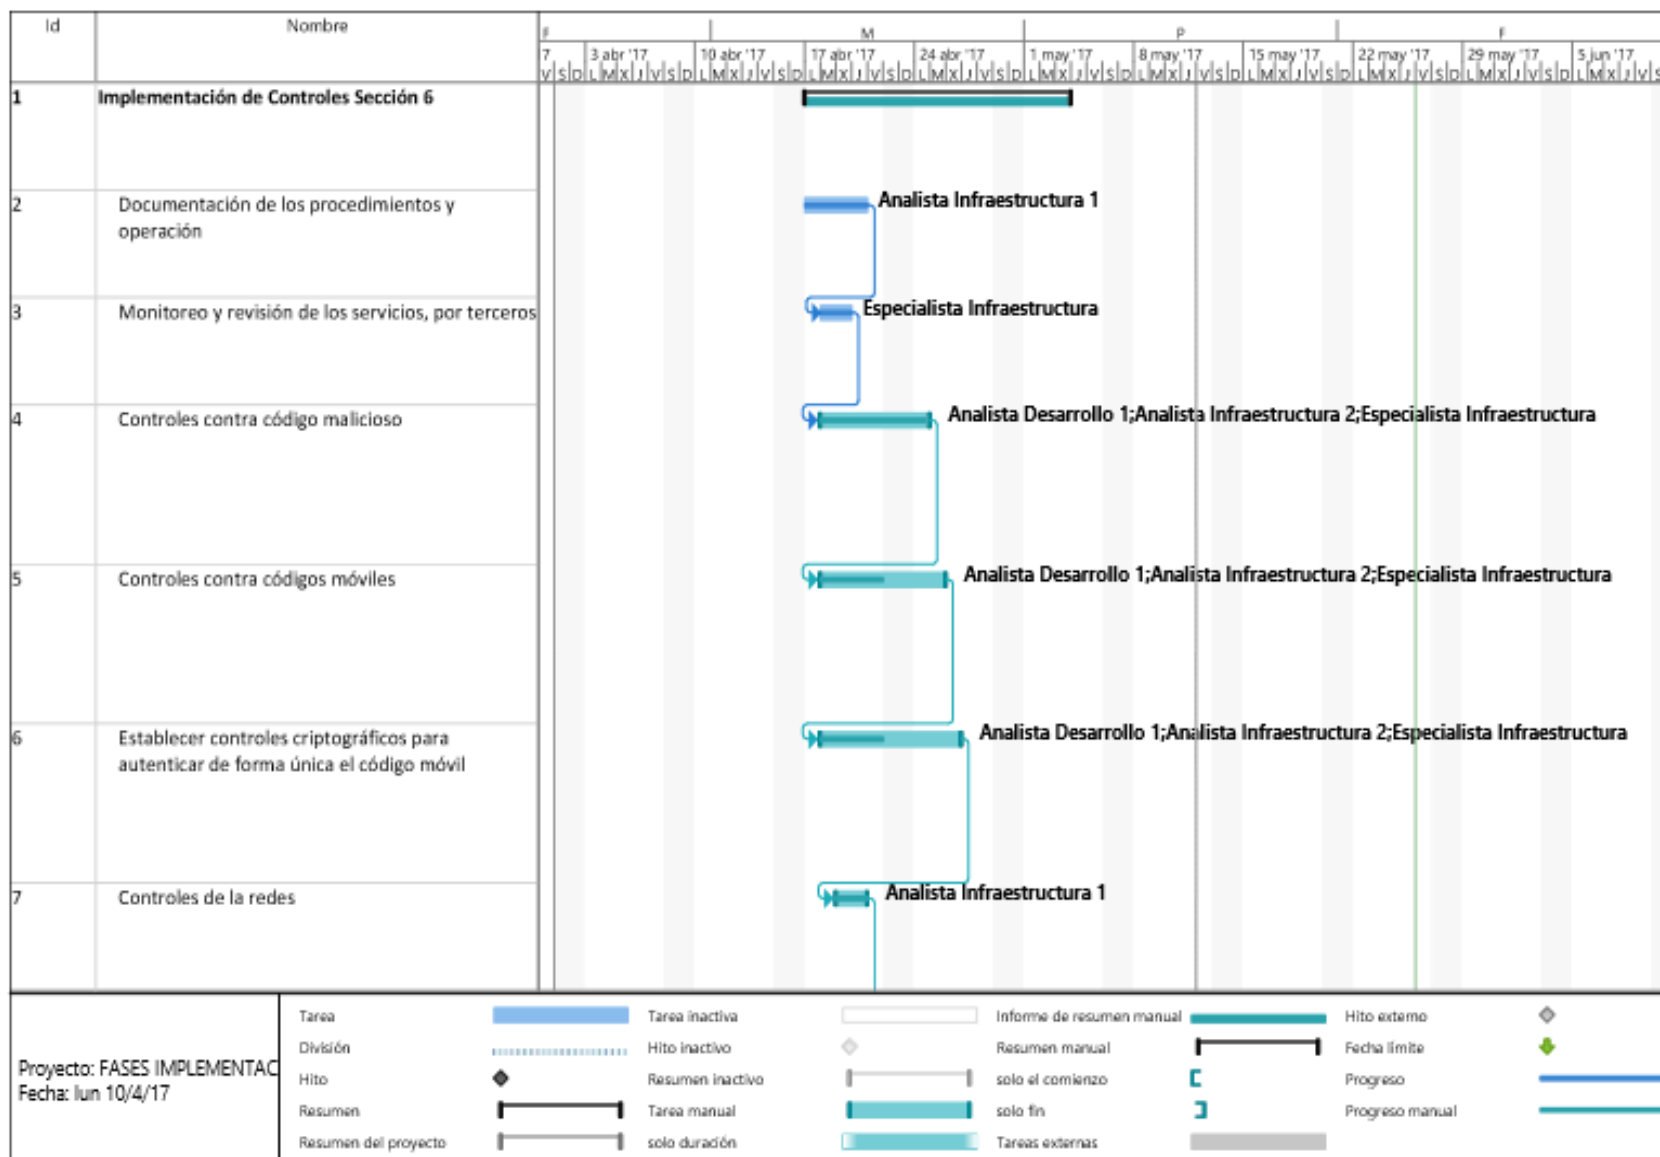 Id Nombre
F M P F
7 3 abr '17 10 abr '17 17 abr '17 24 abr '17 1 may '17 8 may '17 15 may '17 22 may '17 29 may '17 5 jun '17
V S D L M X J V S D L M X J V S D L M X J V S D L M X J V S D L M X J V S D L M X J V S D L M X J V S D L M X J V S D L M X J V S D L M X J V S
1 Implementación de Controles Sección 6
2 Documentación de los procedimientos y
operación
Analista Infraestructura 1
3 Monitoreo y revisión de los servicios, por terceros
Especialista Infraestructura
4 Controles contra código malicioso
Analista Desarrollo 1;Analista Infraestructura 2;Especialista Infraestructura
5 Controles contra códigos móviles
Analista Desarrollo 1;Analista Infraestructura 2;Especialista Infraestructura
6 Establecer controles criptográficos para
autenticar de forma única el código móvil
Analista Desarrollo 1;Analista Infraestructura 2;Especialista Infraestructura
7 Controles de la redes
Analista Infraestructura 1
Proyecto: FASES IMPLEMENTAC
Fecha: lun 10/4/17
Tarea
División
Hito
Resumen
Resumen del proyecto
Tarea inactiva
Hito inactivo
Resumen inactivo
Tarea manual
solo duración
Informe de resumen manual
Resumen manual
solo el comienzo
solo fin
Tareas externas
Hito externo
Fecha límite
Progreso
Progreso manual